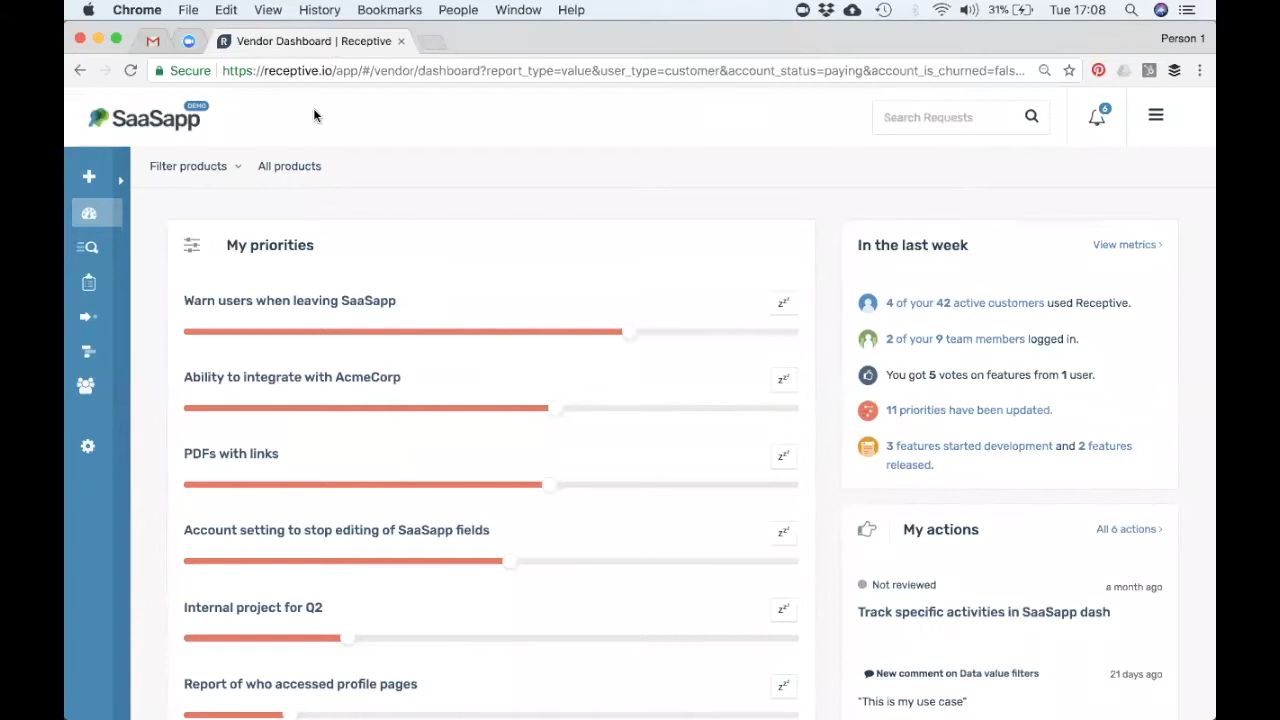 Chrome File Edit View History Bookmarks People Window Help 31% Tue 17:08
Vendor Dashboard | Receptive Person 1
Secure https://receptive.io/app/#/vendor/dashboard?report_type=value&user_type=customer&account_status=paying&account_is_churned=fals...
SaaSapp DEMO Search Requests 6
Filter products All products
My priorities
Warn users when leaving SaaSapp
zzz
Ability to integrate with AcmeCorp
zzz
PDFs with links
zzz
Account setting to stop editing of SaaSapp fields
zzz
Internal project for Q2
zzz
Report of who accessed profile pages
zzz
In the last week View metrics
4 of your 42 active customers used Receptive.
2 of your 9 team members logged in.
You got 5 votes on features from 1 user.
11 priorities have been updated.
3 features started development and 2 features
released.
My actions All 6 actions
Not reviewed a month ago
Track specific activities in SaaSapp dash
New comment on Data value filters 21 days ago
"This is my use case"